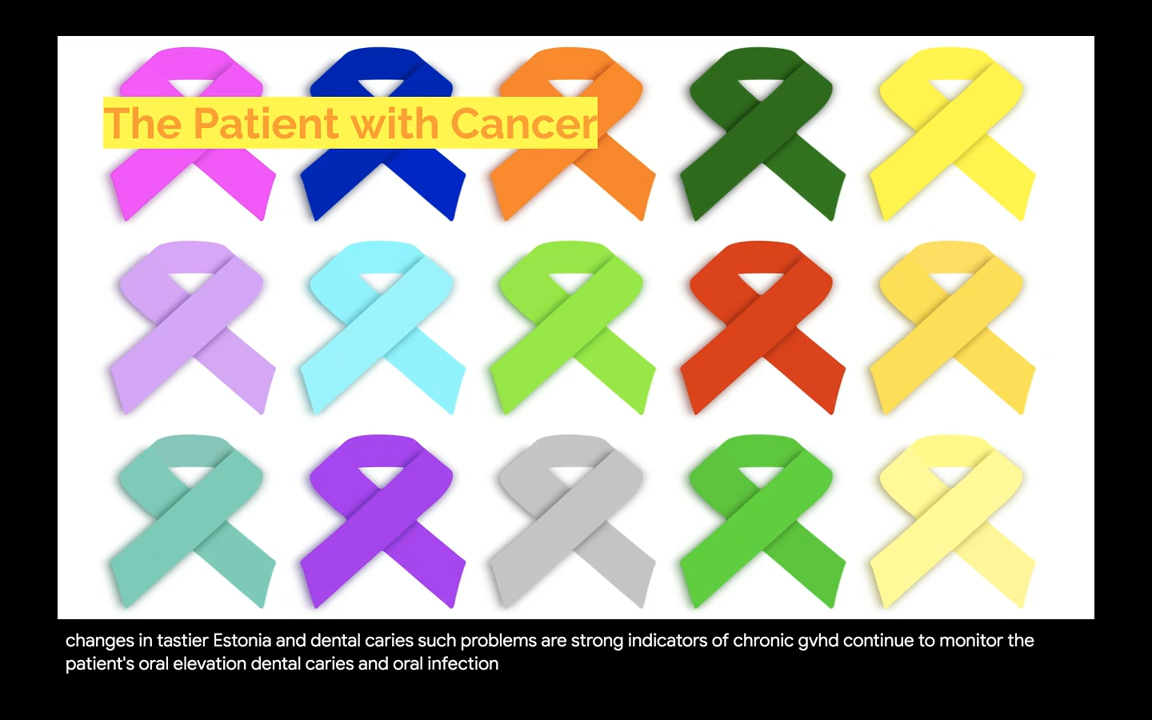 The Patient with Cancer
changes in tastier Estonia and dental caries such problems are strong indicators of chronic gvhd continue to monitor the
patient's oral elevation dental caries and oral infection